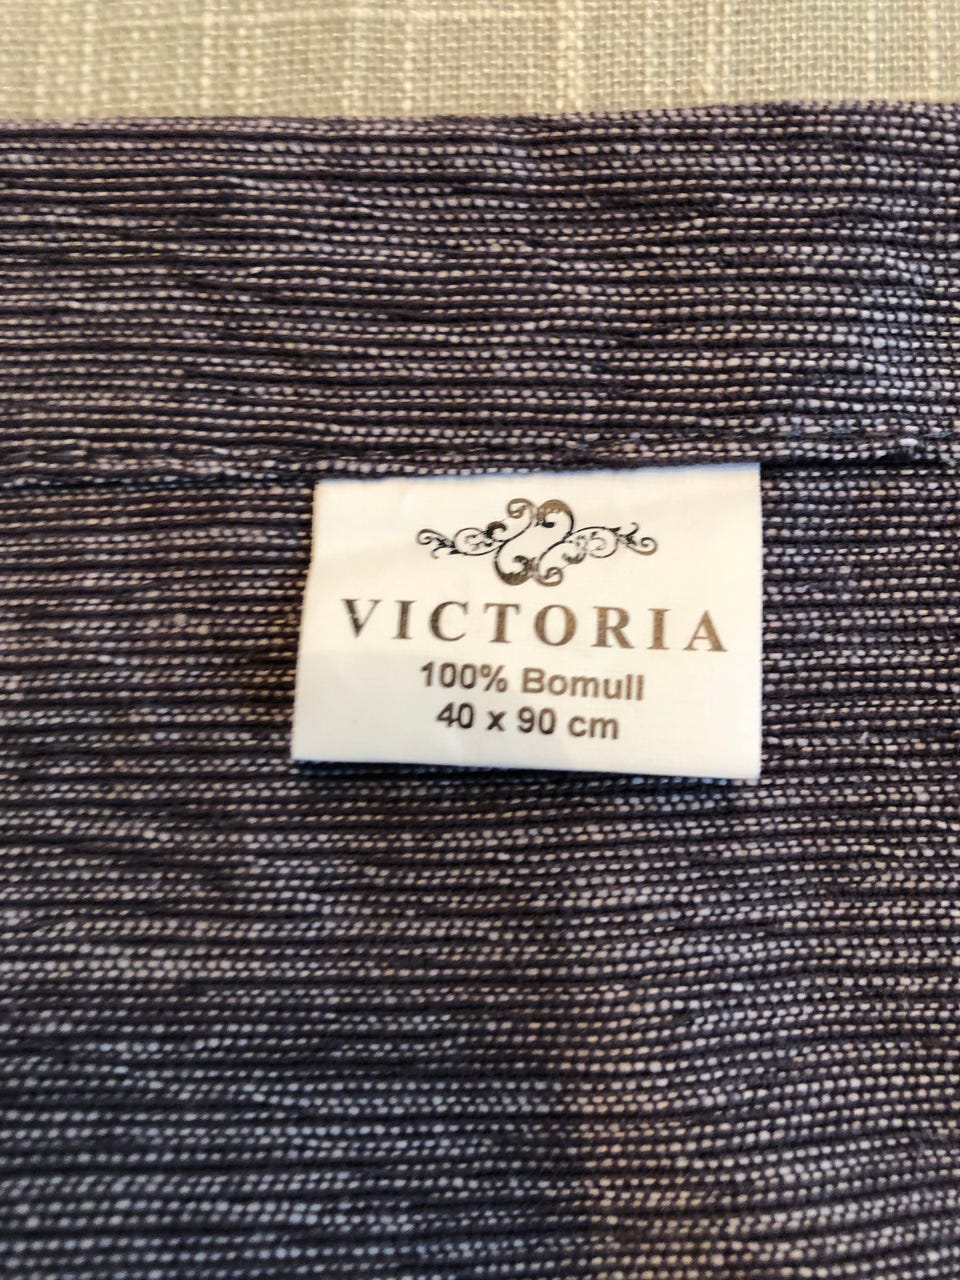 VICTORIA
100% Bomull
40 x 90 cm